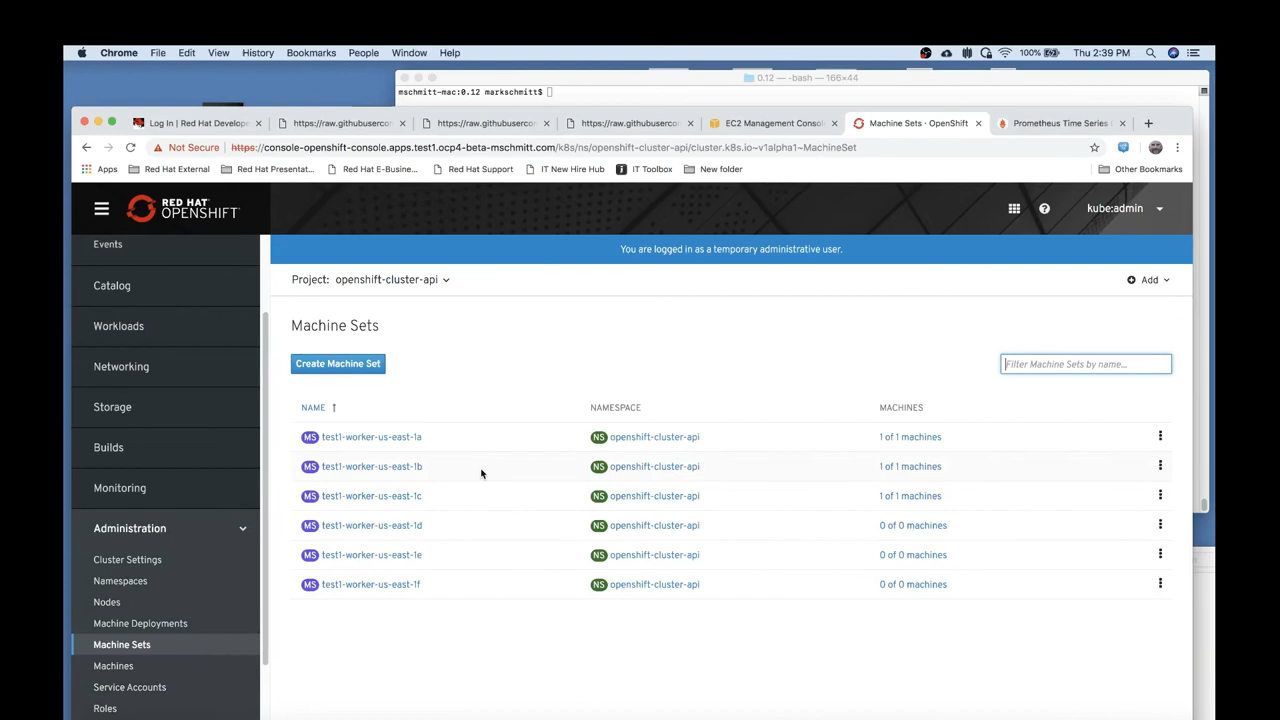 Chrome File Edit View History Bookmarks People Window Help 100% Thu 2:39 PM
0.12 — -bash — 166×44
mschmitt-mac:0.12 markschmitt$
Log In | Red Hat Develope
https://raw.githubuserco
https://raw.githubusercon
https://raw.githubusercon
EC2 Management Consol
Machine Sets · OpenShift
Prometheus Time Series C
Not Secure https://console-openshift-console.apps.test1.ocp4-beta-mschmitt.com/k8s/ns/openshift-cluster-api/cluster.k8s.io~v1alpha1~MachineSet
Apps Red Hat External Red Hat Presentat... Red Hat E-Busine... Red Hat Support IT New Hire Hub IT Toolbox New folder Other Bookmarks
RED HAT
OPENSHIFT
kube:admin
You are logged in as a temporary administrative user.
Project: openshift-cluster-api
Add
Events
Catalog
Workloads
Networking
Storage
Builds
Monitoring
Administration
Cluster Settings
Namespaces
Nodes
Machine Deployments
Machine Sets
Machines
Service Accounts
Roles
Machine Sets
Create Machine Set
Filter Machine Sets by name...
NAME NAMESPACE MACHINES
MS test1-worker-us-east-1a NS openshift-cluster-api 1 of 1 machines
MS test1-worker-us-east-1b NS openshift-cluster-api 1 of 1 machines
MS test1-worker-us-east-1c NS openshift-cluster-api 1 of 1 machines
MS test1-worker-us-east-1d NS openshift-cluster-api 0 of 0 machines
MS test1-worker-us-east-1e NS openshift-cluster-api 0 of 0 machines
MS test1-worker-us-east-1f NS openshift-cluster-api 0 of 0 machines